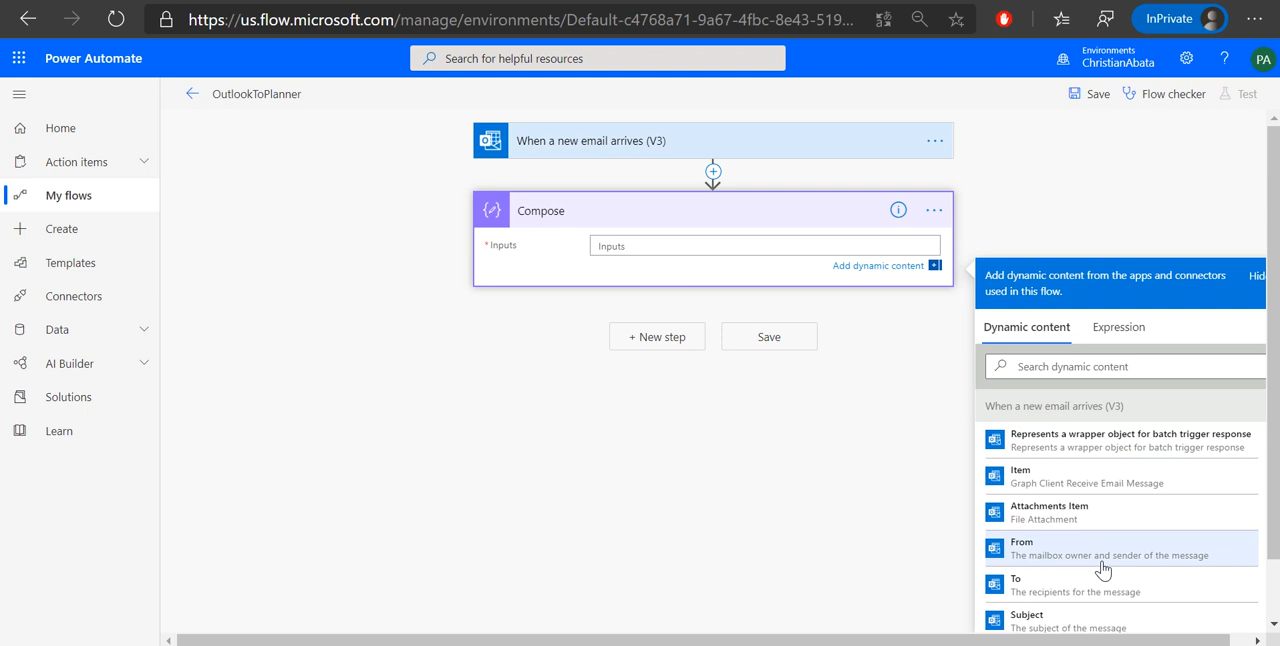 https://us.flow.microsoft.com/manage/environments/Default-c4768a71-9a67-4fbc-8e43-519...
InPrivate
Power Automate
Search for helpful resources
Environments
ChristianAbata
?
PA
OutlookToPlanner
Save
Flow checker
Test
Home
Action items
My flows
Create
Templates
Connectors
Data
AI Builder
Solutions
Learn
When a new email arrives (V3)
Compose
* Inputs
Inputs
Add dynamic content
+ New step
Save
Add dynamic content from the apps and connectors
used in this flow.
Hid
Dynamic content
Expression
Search dynamic content
When a new email arrives (V3)
Represents a wrapper object for batch trigger response
Represents a wrapper object for batch trigger response
Item
Graph Client Receive Email Message
Attachments Item
File Attachment
From
The mailbox owner and sender of the message
To
The recipients for the message
Subject
The subject of the message